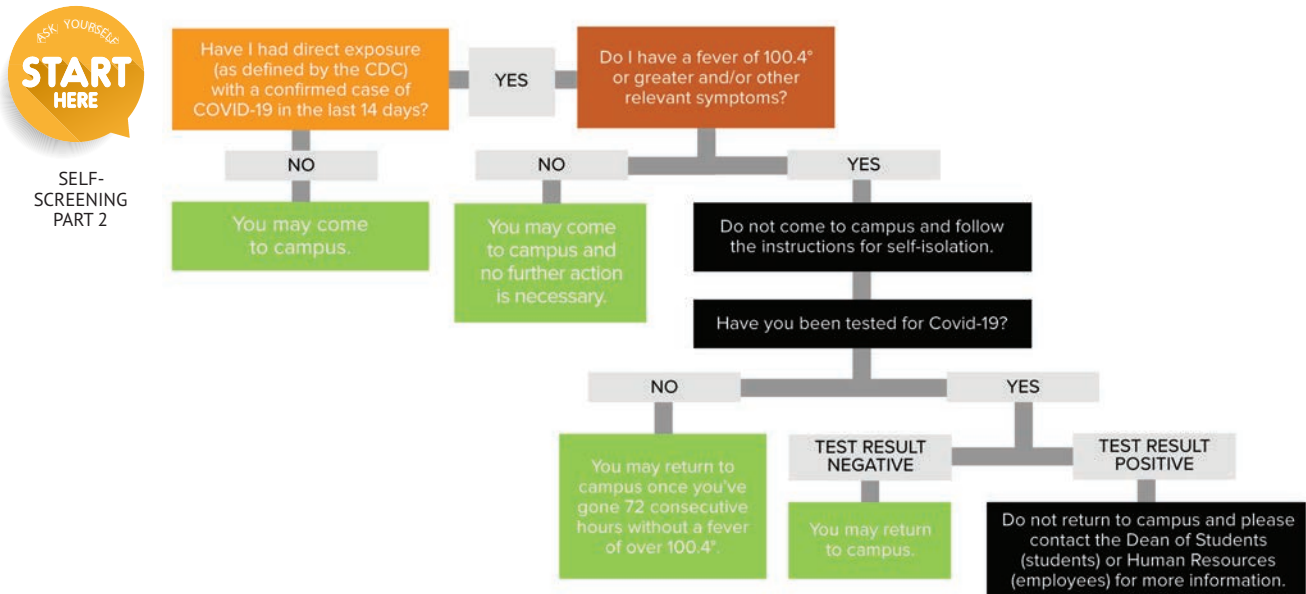 ASK YOURSELF
START
HERE
SELF-
SCREENING
PART 2
Have I had direct exposure
(as defined by the CDC)
with a confirmed case of
COVID-19 in the last 14 days?
YES
Do I have a fever of 100.4°
or greater and/or other
relevant symptoms?
NO
You may come
to campus.
NO
You may come
to campus and
no further action
is necessary.
YES
Do not come to campus and follow
the instructions for self-isolation.
Have you been tested for Covid-19?
NO
You may return to
campus once you've
gone 72 consecutive
hours without a fever
of over 100.4°.
YES
TEST RESULT
NEGATIVE
You may return
to campus.
TEST RESULT
POSITIVE
Do not return to campus and please
contact the Dean of Students
(students) or Human Resources
(employees) for more information.